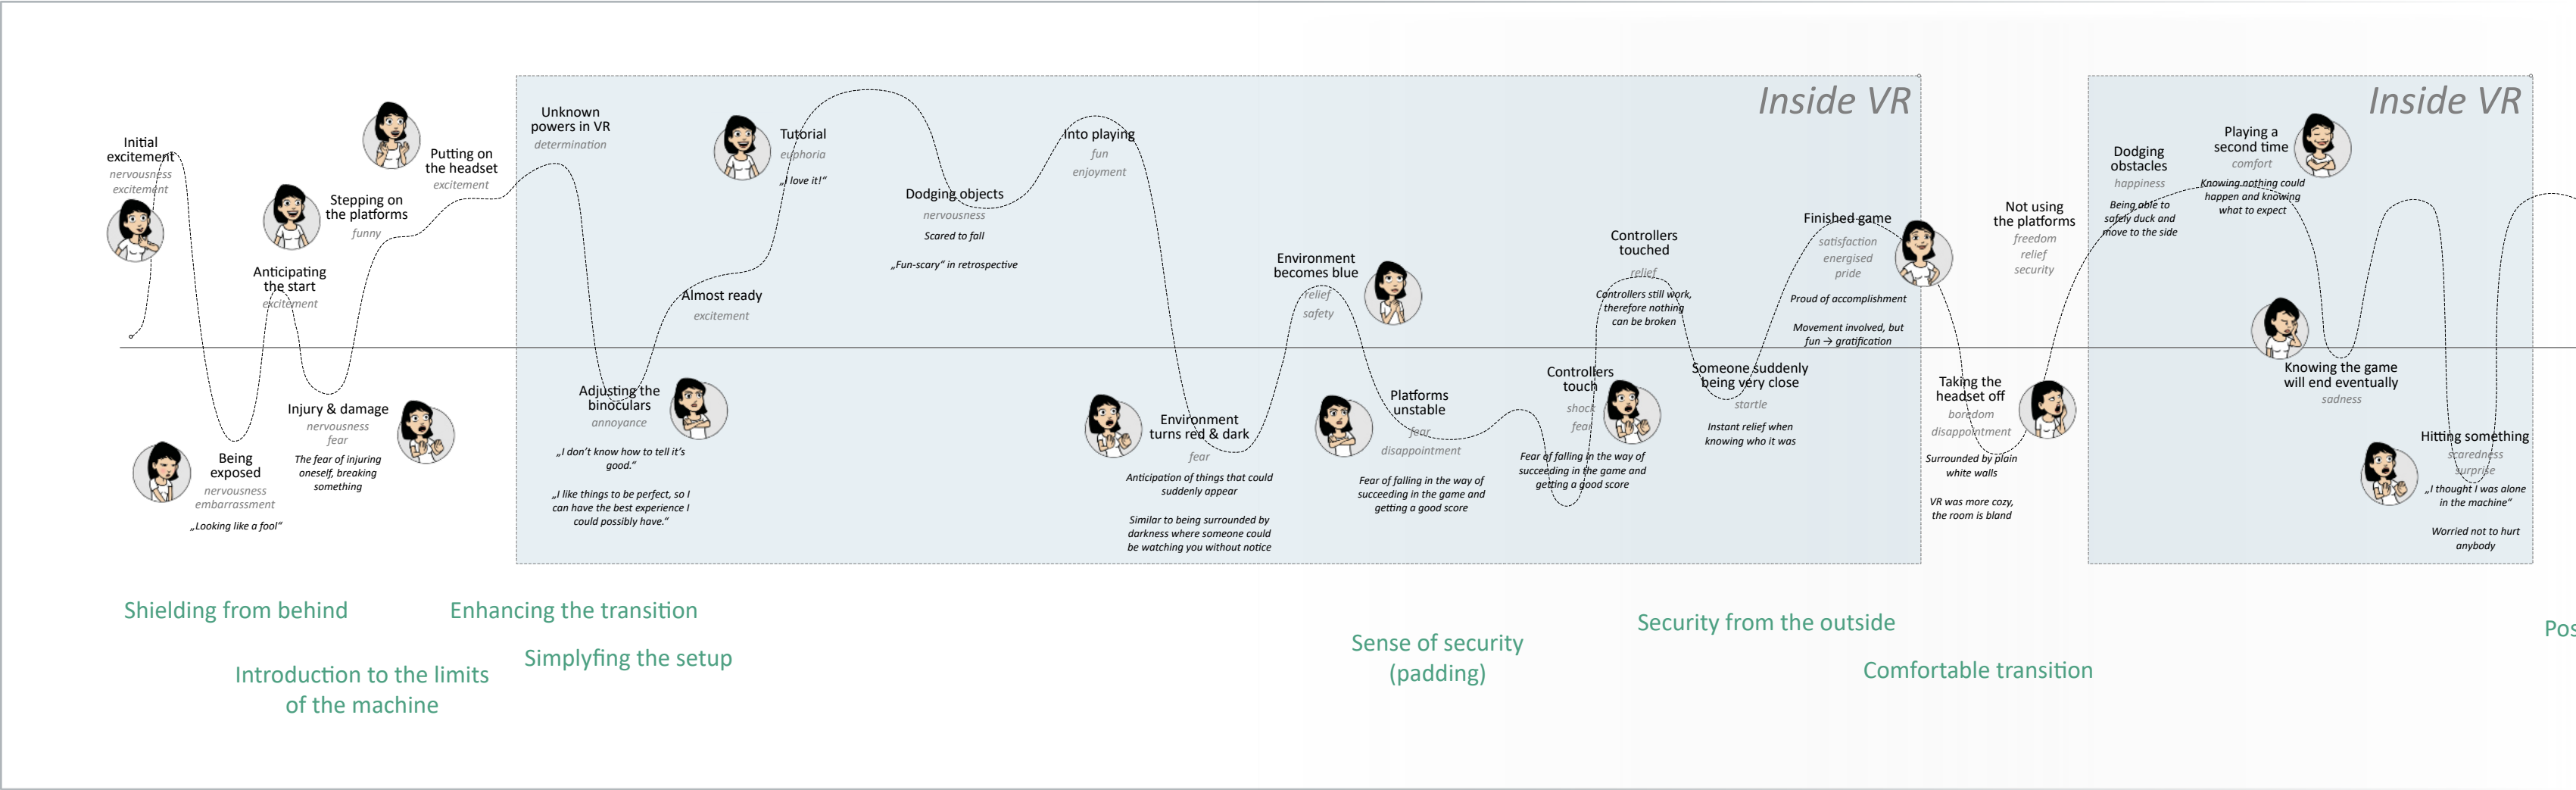 Inside VR
Inside VR
Initial
excitement
nervousness
excitement
Being
exposed
nervousness
embarrassment
„Looking like a fool“
Anticipating
the start
excitement
Injury & damage
nervousness
fear
The fear of injuring
oneself, breaking
something
Stepping on
the platforms
funny
Putting on
the headset
excitement
Unknown
powers in VR
determination
Adjusting the
binoculars
annoyance
„I don’t know how to tell it’s
good.“
„I like things to be perfect, so I
can have the best experience I
could possibly have.“
Almost ready
excitement
Tutorial
euphoria
„I love it!“
Dodging objects
nervousness
Scared to fall
„Fun-scary“ in retrospective
Into playing
fun
enjoyment
Environment
turns red & dark
fear
Anticipation of things that could
suddenly appear
Similar to being surrounded by
darkness where someone could
be watching you without notice
Environment
becomes blue
relief
safety
Platforms
unstable
fear
disappointment
Fear of falling in the way of
succeeding in the game and
getting a good score
Controllers
touch
shock
fear
Fear of falling in the way of
succeeding in the game and
getting a good score
Controllers
touched
relief
Controllers still work,
therefore nothing
can be broken
Someone suddenly
being very close
startle
Instant relief when
knowing who it was
Finished game
satisfaction
energised
pride
Proud of accomplishment
Movement involved, but
fun → gratification
Taking the
headset off
boredom
disappointment
Surrounded by plain
white walls
VR was more cozy,
the room is bland
Not using
the platforms
freedom
relief
security
Dodging
obstacles
happiness
Being able to
safely duck and
move to the side
Playing a
second time
comfort
Knowing nothing could
happen and knowing
what to expect
Knowing the game
will end eventually
sadness
Hitting something
scaredness
surprise
„I thought I was alone
in the machine“
Worried not to hurt
anybody
Shielding from behind
Introduction to the limits
of the machine
Enhancing the transition
Simplyfing the setup
Sense of security
(padding)
Security from the outside
Comfortable transition
Pos